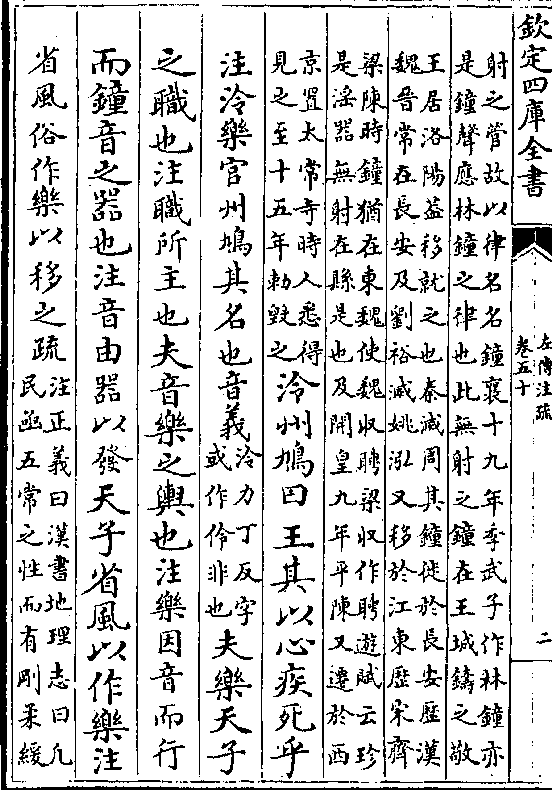 欽定四庫全書
左傳注疏
卷五十
二
射之管故以律名名鐘襄十九年季武子作林鐘亦
是鐘聲應林鐘之律也此無射之鐘在王城鑄之敬
王居洛陽蓋移就之也秦滅周其鐘徙於長安歷漢
魏晉常在長安及劉裕滅姚泓又移於江東歷宋齊
梁陳時鐘猶在東魏使魏收聘梁收作聘遊賦云珍
是淫器無射在縣是也及開皇九年平陳又遷於西
京置太常寺時人悉得
見之至十五年勅毀之
泠州鳩曰王其以心疾死乎
注泠樂官州鳩其名也音義
泠力丁反字
或作伶非也
夫樂天子
之職也注職所主也夫音樂之輿也注樂因音而行
而鐘音之器也注音由器以發天子省風以作樂注
省風俗作樂以移之疏
注正義曰漢書地理志曰凡
民函五常之性而有剛柔緩